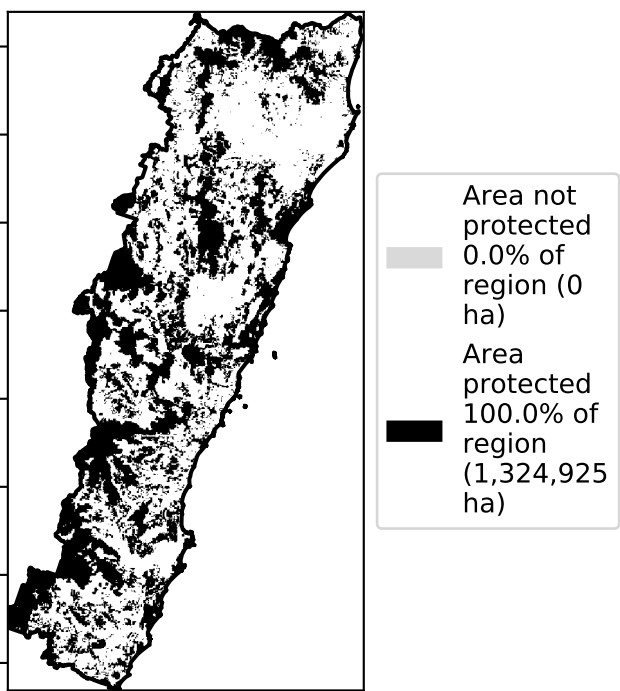 Area not
protected
0.0% of
region (0
ha)
Area
protected
100.0% of
region
(1,324,925
ha)